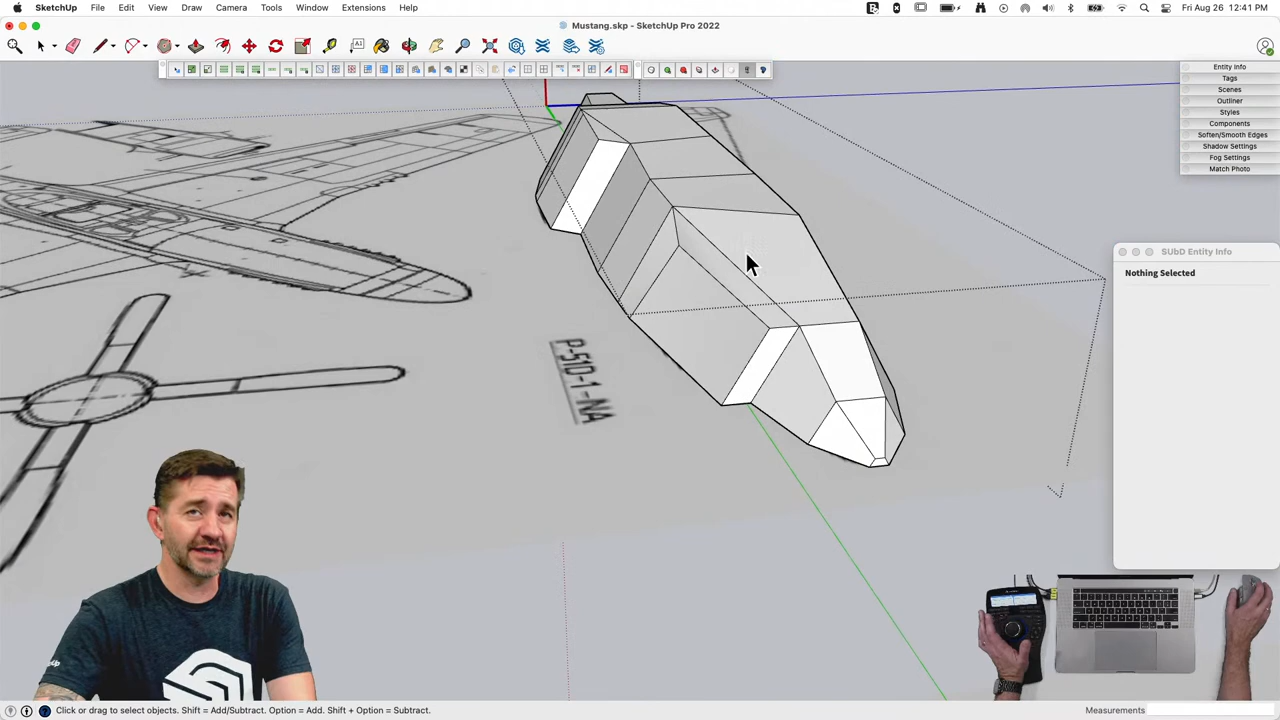 SketchUp File Edit View Draw Camera Tools Window Extensions Help Fri Aug 26 12:41 PM
Mustang.skp - SketchUp Pro 2022
Entity Info
Tags
Scenes
Outliner
Styles
Components
Soften/Smooth Edges
Shadow Settings
Fog Settings
Match Photo
SUbD Entity Info
Nothing Selected
P-51D-1-NA
Click or drag to select objects. Shift = Add/Subtract. Option = Add. Shift + Option = Subtract.
Measurements